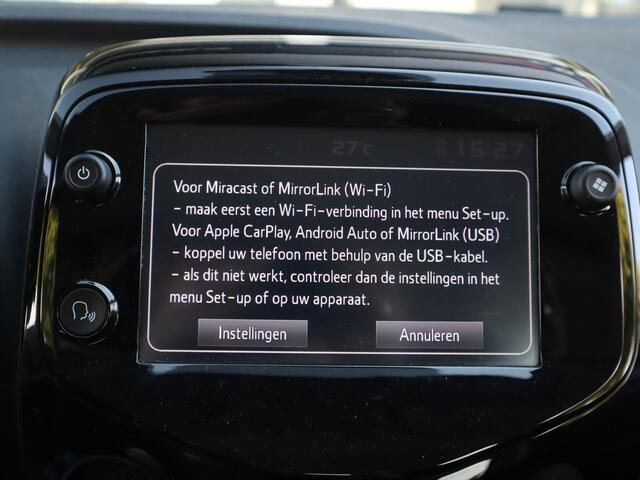 27°C 15:27
Voor Miracast of MirrorLink (Wi-Fi)
- maak eerst een Wi-Fi-verbinding in het menu Set-up.
Voor Apple CarPlay, Android Auto of MirrorLink (USB)
- koppel uw telefoon met behulp van de USB-kabel.
- als dit niet werkt, controleer dan de instellingen in het
menu Set-up of op uw apparaat.
Instellingen Annuleren